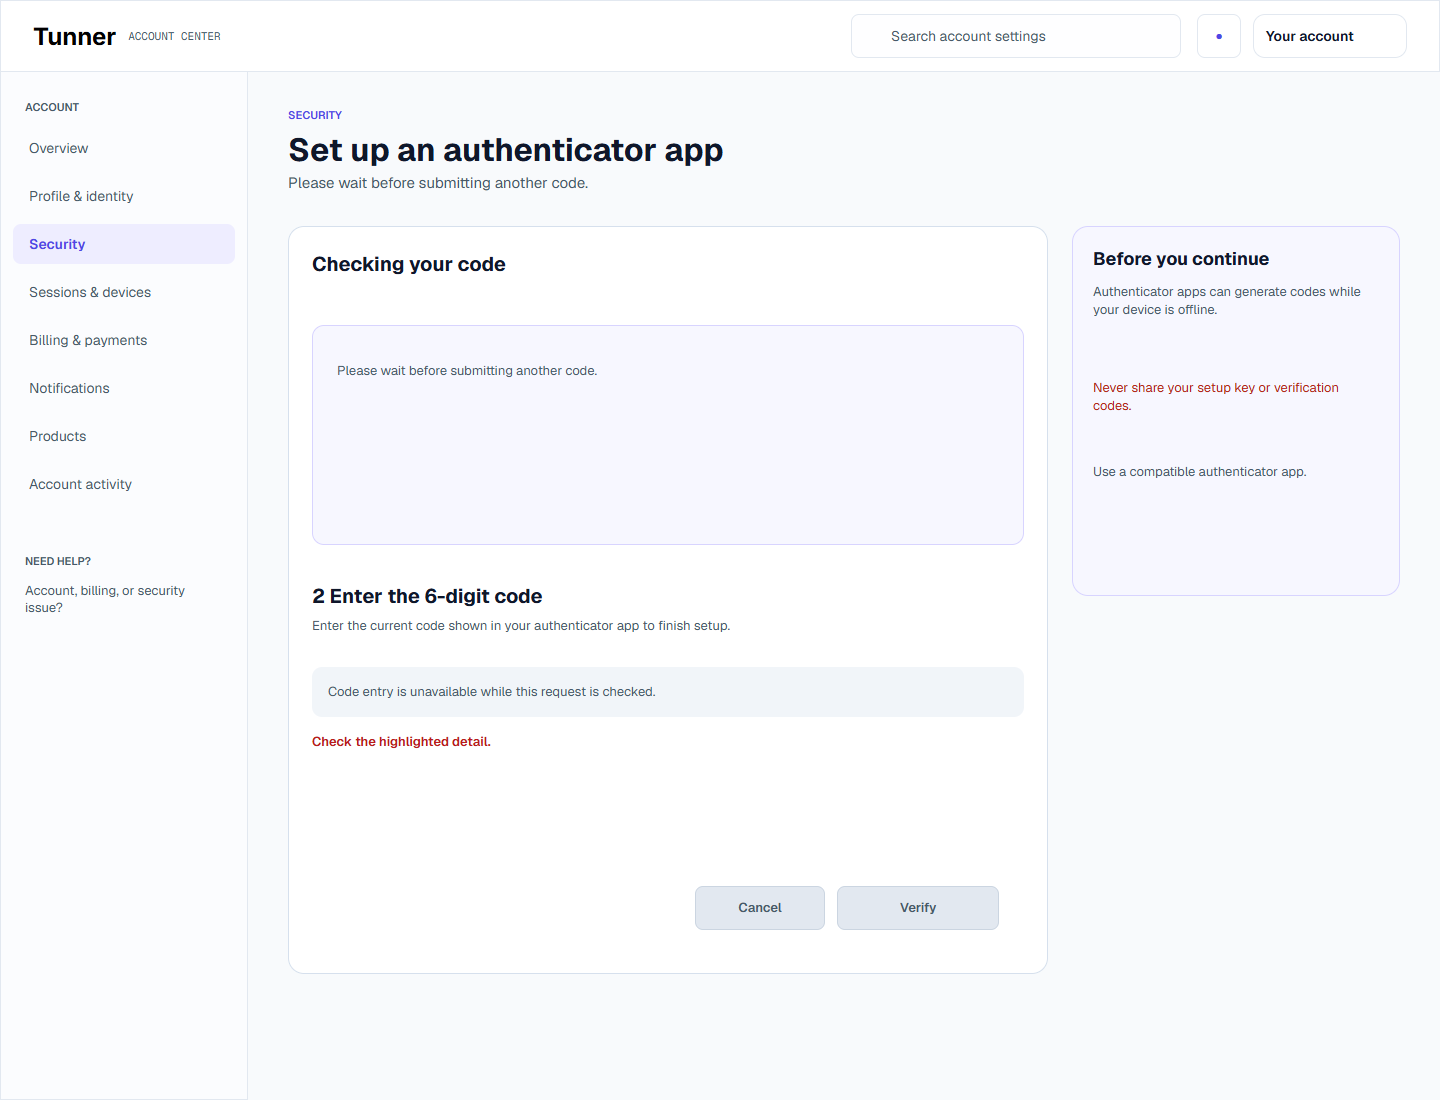 Tunner
ACCOUNT CENTER
Search account settings
Your account
ACCOUNT
Overview
Profile & identity
Security
Sessions & devices
Billing & payments
Notifications
Products
Account activity
NEED HELP?
Account, billing, or security
issue?
SECURITY
Set up an authenticator app
Please wait before submitting another code.
Checking your code
Please wait before submitting another code.
2 Enter the 6-digit code
Enter the current code shown in your authenticator app to finish setup.
Code entry is unavailable while this request is checked.
Check the highlighted detail.
Cancel
Verify
Before you continue
Authenticator apps can generate codes while
your device is offline.
Never share your setup key or verification
codes.
Use a compatible authenticator app.